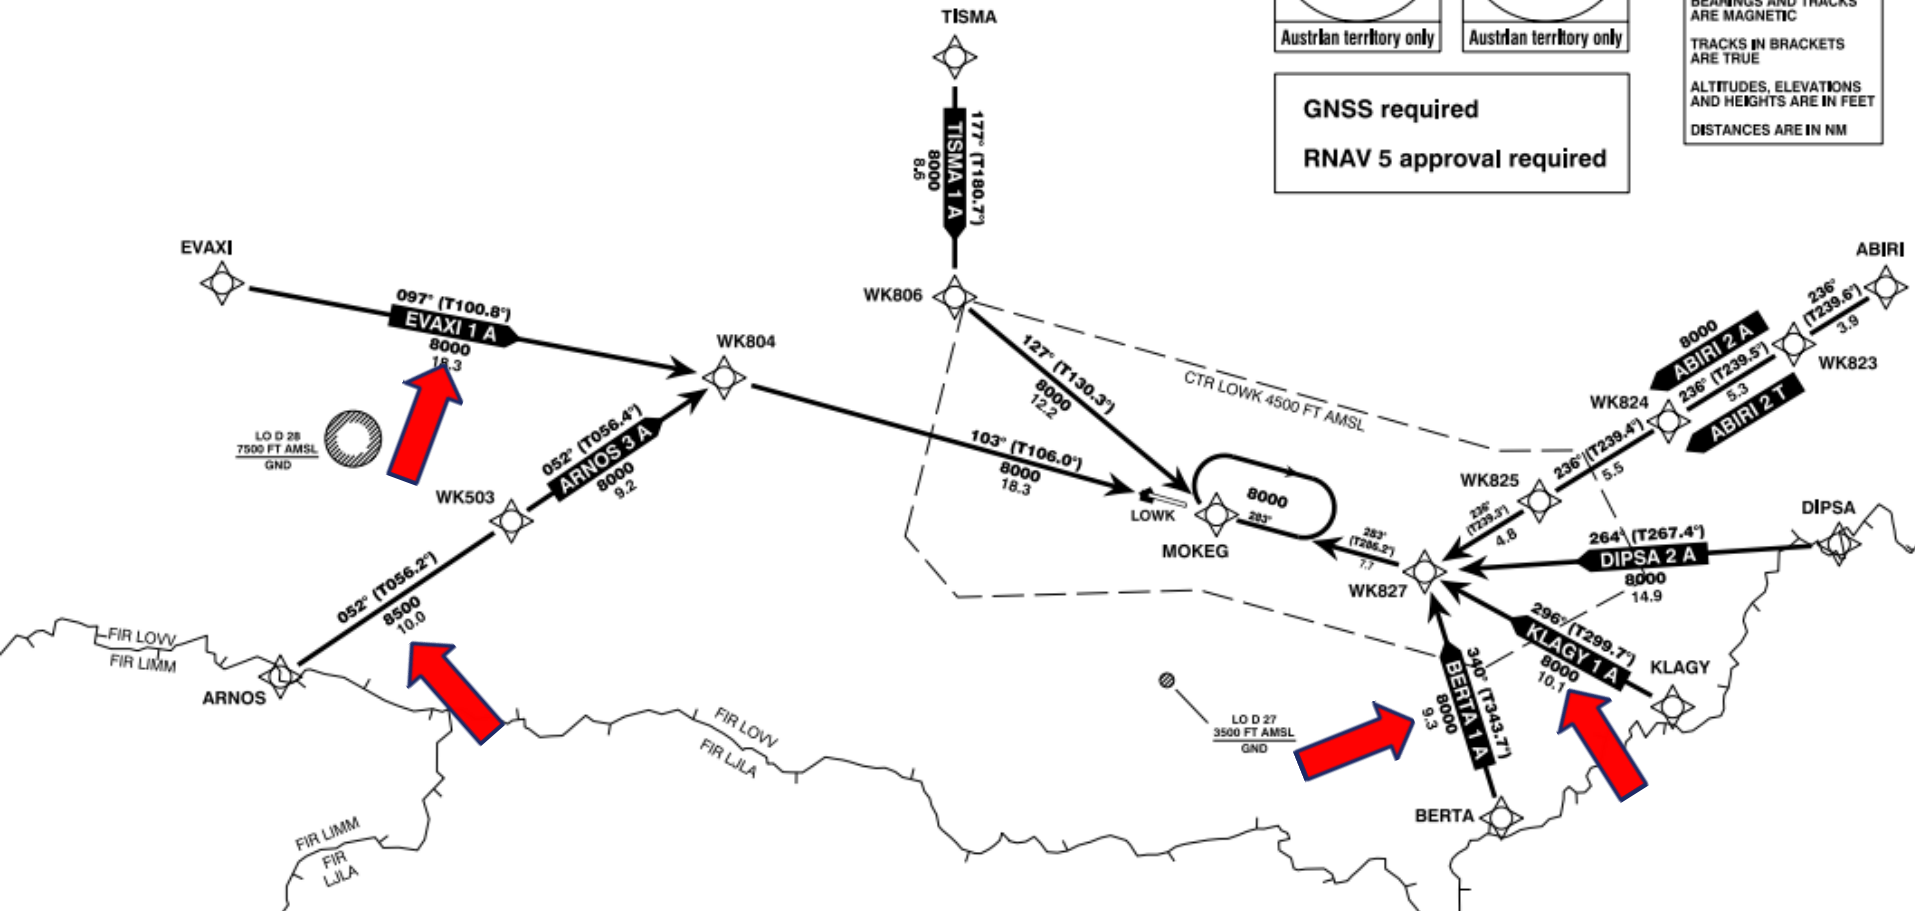 TISMA
177° (T180.7°)
TISMA 1 A
8000
8.6
Austrian territory only
Austrian territory only
BEARINGS AND TRACKS
ARE MAGNETIC
TRACKS IN BRACKETS
ARE TRUE
ALTITUDES, ELEVATIONS
AND HEIGHTS ARE IN FEET
DISTANCES ARE IN NM
GNSS required
RNAV 5 approval required
EVAXI
097° (T100.8°)
EVAXI 1 A
8000
18.3
WK804
WK806
127° (T130.3°)
8000
12.2
CTR LOWK 4500 FT AMSL
ABIRI
236°
(T239.6°)
3.9
WK823
8000
ABIRI 2 A
236° (T239.5°)
5.3
ABIRI 2 T
WK824
236° (T239.4°)
5.5
WK825
236°
(T239.3°)
4.8
LO D 28
7500 FT AMSL
GND
052° (T056.4°)
ARNOS 3 A
8000
9.2
WK503
103° (T106.0°)
8000
18.3
LOWK
8000
283°
MOKEG
283°
(T286.2°)
7.7
WK827
DIPSA
264° (T267.4°)
DIPSA 2 A
8000
14.9
052° (T056.2°)
8500
10.0
FIR LOVV
FIR LIMM
ARNOS
296° (T299.7°)
KLAGY 1 A
8000
10.1
KLAGY
340° (T343.7°)
BERTA 1 A
8000
9.3
BERTA
LO D 27
3500 FT AMSL
GND
FIR LOVV
FIR LJLA
FIR LIMM
FIR
LJLA